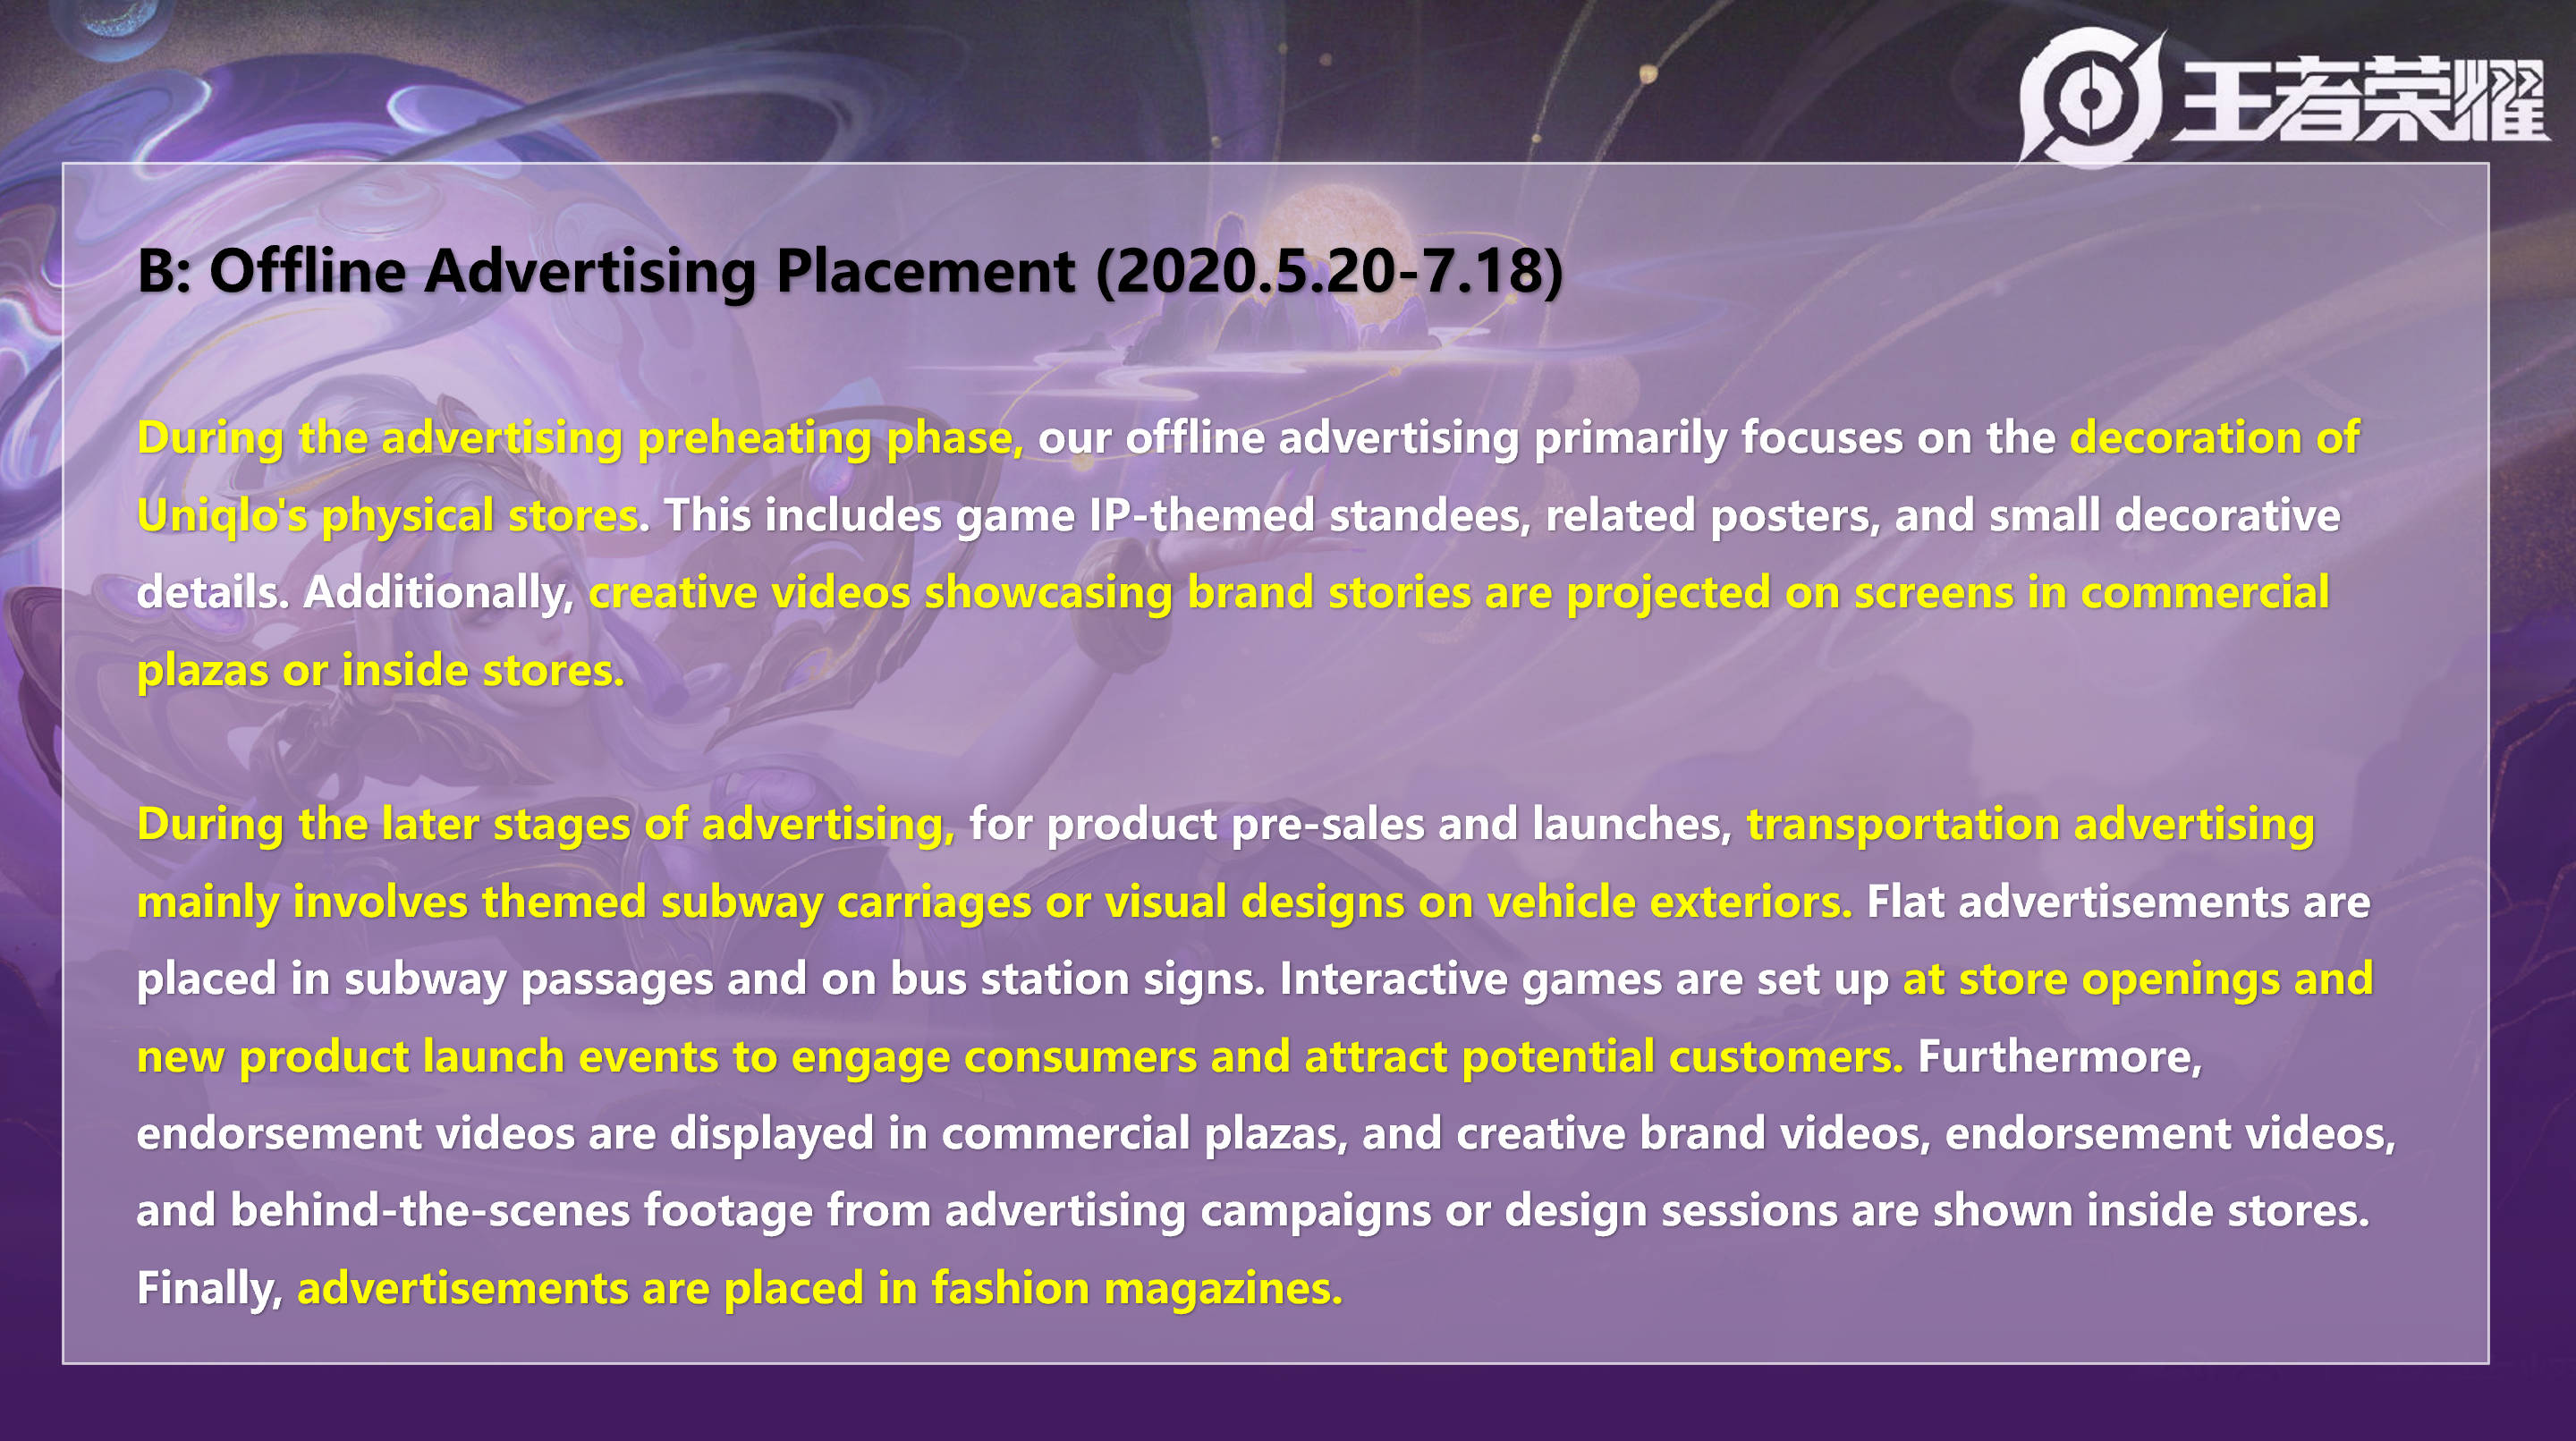 王者荣耀
B: Offline Advertising Placement (2020.5.20-7.18)
During the advertising preheating phase, our offline advertising primarily focuses on the decoration of
Uniqlo's physical stores. This includes game IP-themed standees, related posters, and small decorative
details. Additionally, creative videos showcasing brand stories are projected on screens in commercial
plazas or inside stores.
During the later stages of advertising, for product pre-sales and launches, transportation advertising
mainly involves themed subway carriages or visual designs on vehicle exteriors. Flat advertisements are
placed in subway passages and on bus station signs. Interactive games are set up at store openings and
new product launch events to engage consumers and attract potential customers. Furthermore,
endorsement videos are displayed in commercial plazas, and creative brand videos, endorsement videos,
and behind-the-scenes footage from advertising campaigns or design sessions are shown inside stores.
Finally, advertisements are placed in fashion magazines.